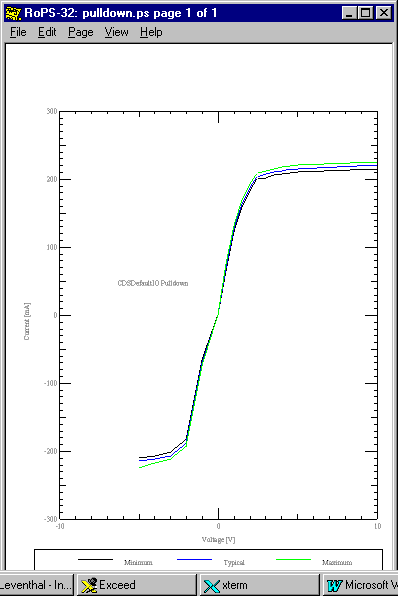 RoPS-32: pulldown.ps page 1 of 1
File Edit Page View Help
300
200
100
CDSDefaultIO Pulldown
0
Current [mA]
-100
-200
-300
-10 0 10
Voltage [V]
Minimum Typical Maximum
Leventhal - In... Exceed xterm Microsoft W